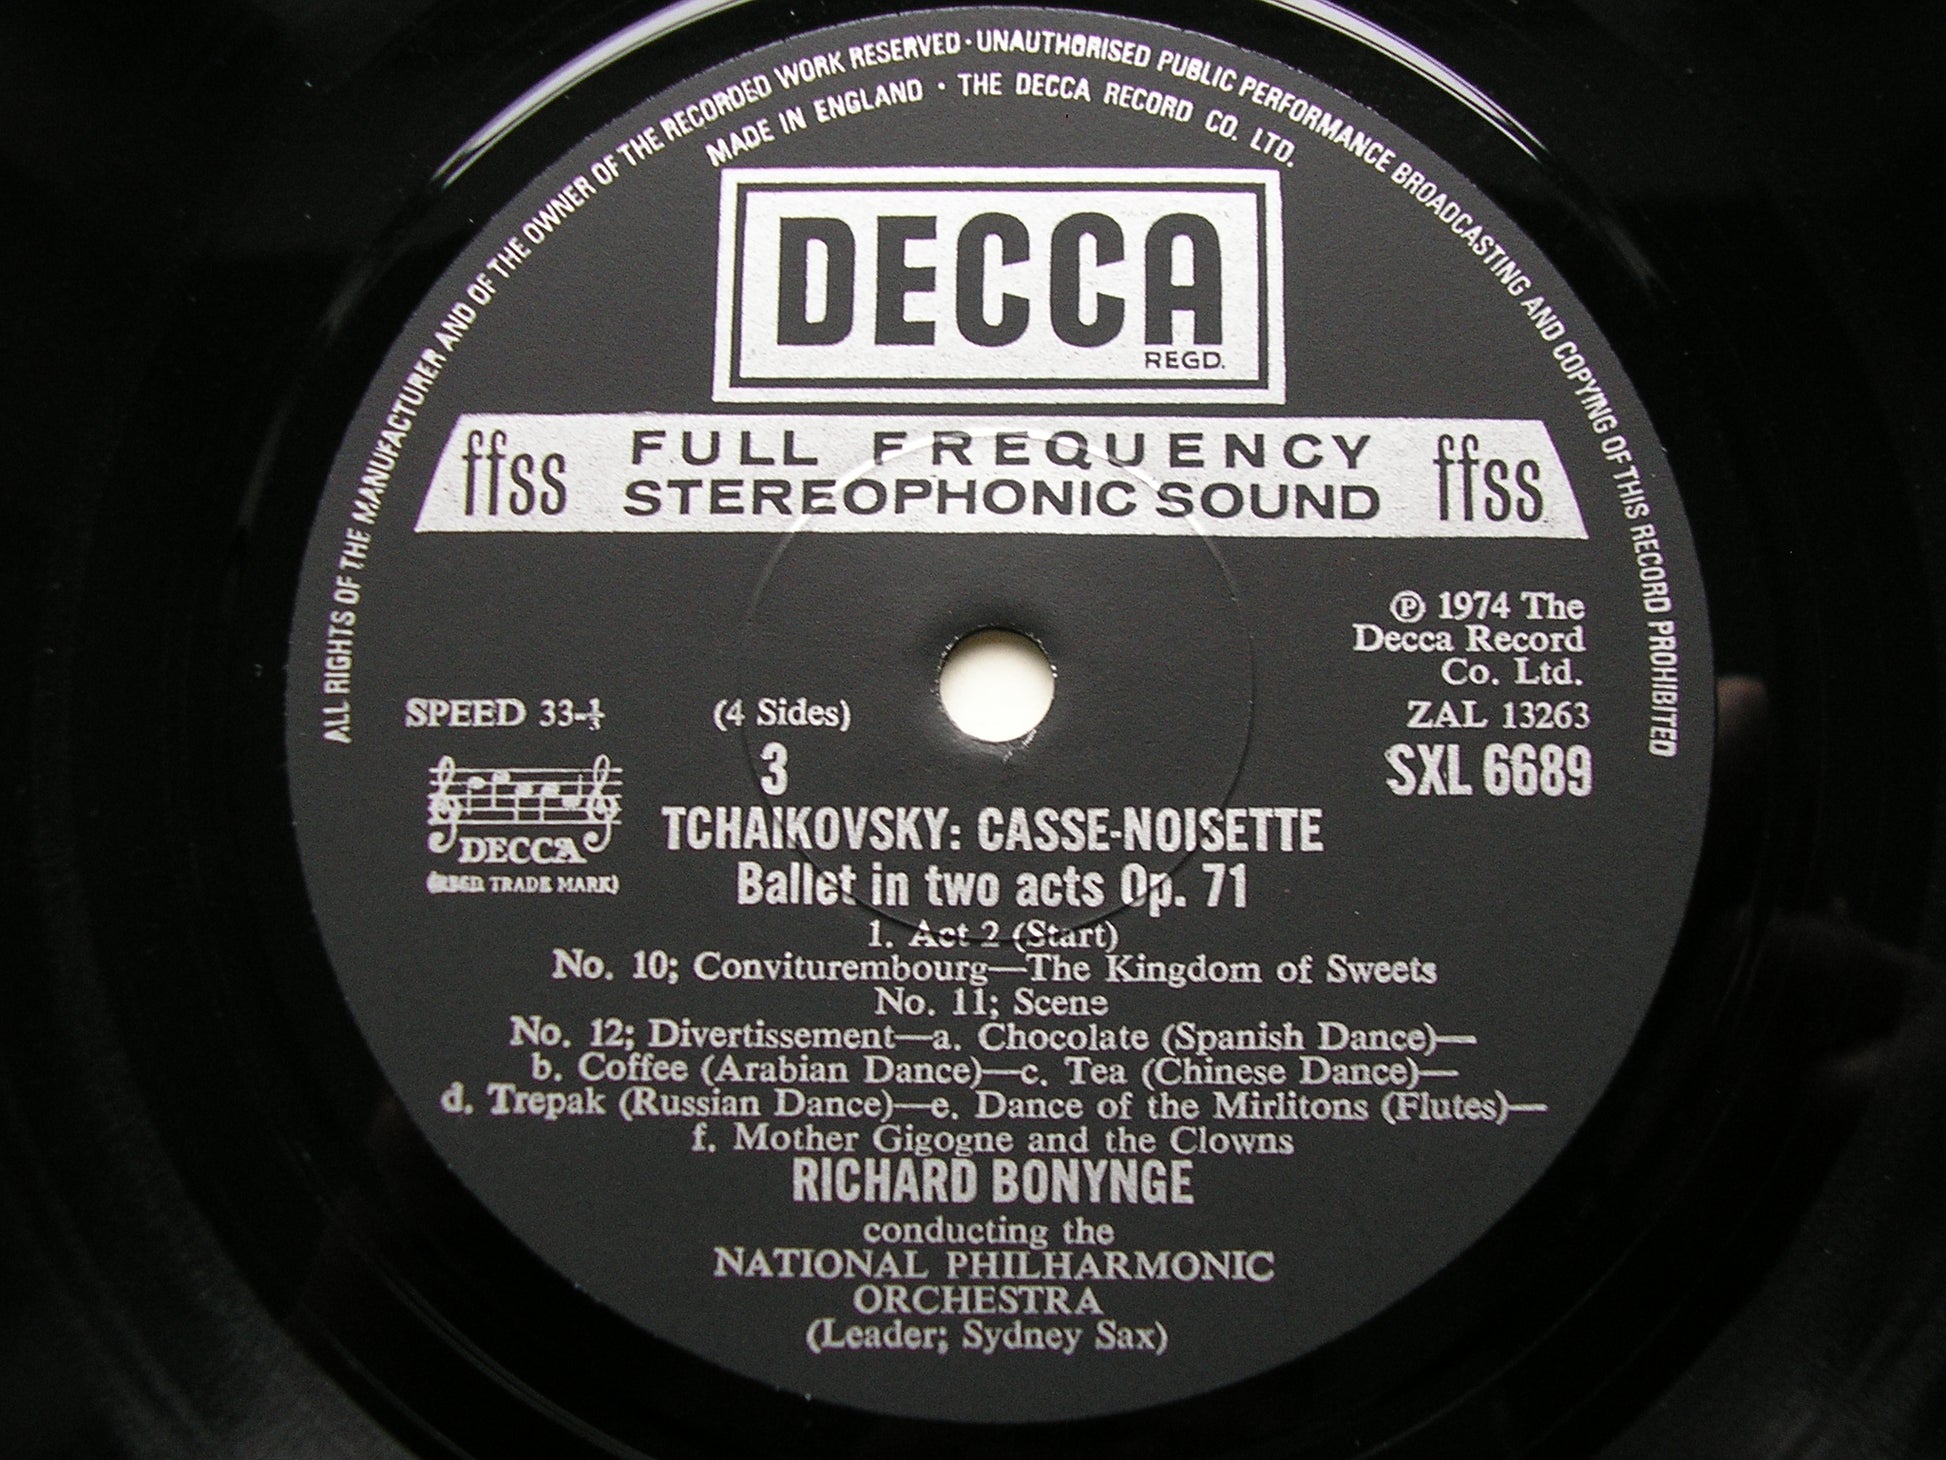 ALL RIGHTS OF THE MANUFACTURER AND OF THE OWNER OF THE RECORDED WORK RESERVED · UNAUTHORISED PUBLIC PERFORMANCE BROADCASTING AND COPYING OF THIS RECORD PROHIBITED
MADE IN ENGLAND · THE DECCA RECORD CO. LTD.
DECCA
REGD.
ffss FULL FREQUENCY STEREOPHONIC SOUND ffss
℗ 1974 The
Decca Record
Co. Ltd.
SPEED 33-⅓ (4 Sides) ZAL 13263
3 SXL 6689
DECCA
(REGD. TRADE MARK)
TCHAIKOVSKY: CASSE-NOISETTE
Ballet in two acts Op. 71
1. Act 2 (Start)
No. 10; Conviturembourg—The Kingdom of Sweets
No. 11; Scene
No. 12; Divertissement—a. Chocolate (Spanish Dance)—
b. Coffee (Arabian Dance)—c. Tea (Chinese Dance)—
d. Trepak (Russian Dance)—e. Dance of the Mirlitons (Flutes)—
f. Mother Gigogne and the Clowns
RICHARD BONYNGE
conducting the
NATIONAL PHILHARMONIC
ORCHESTRA
(Leader; Sydney Sax)